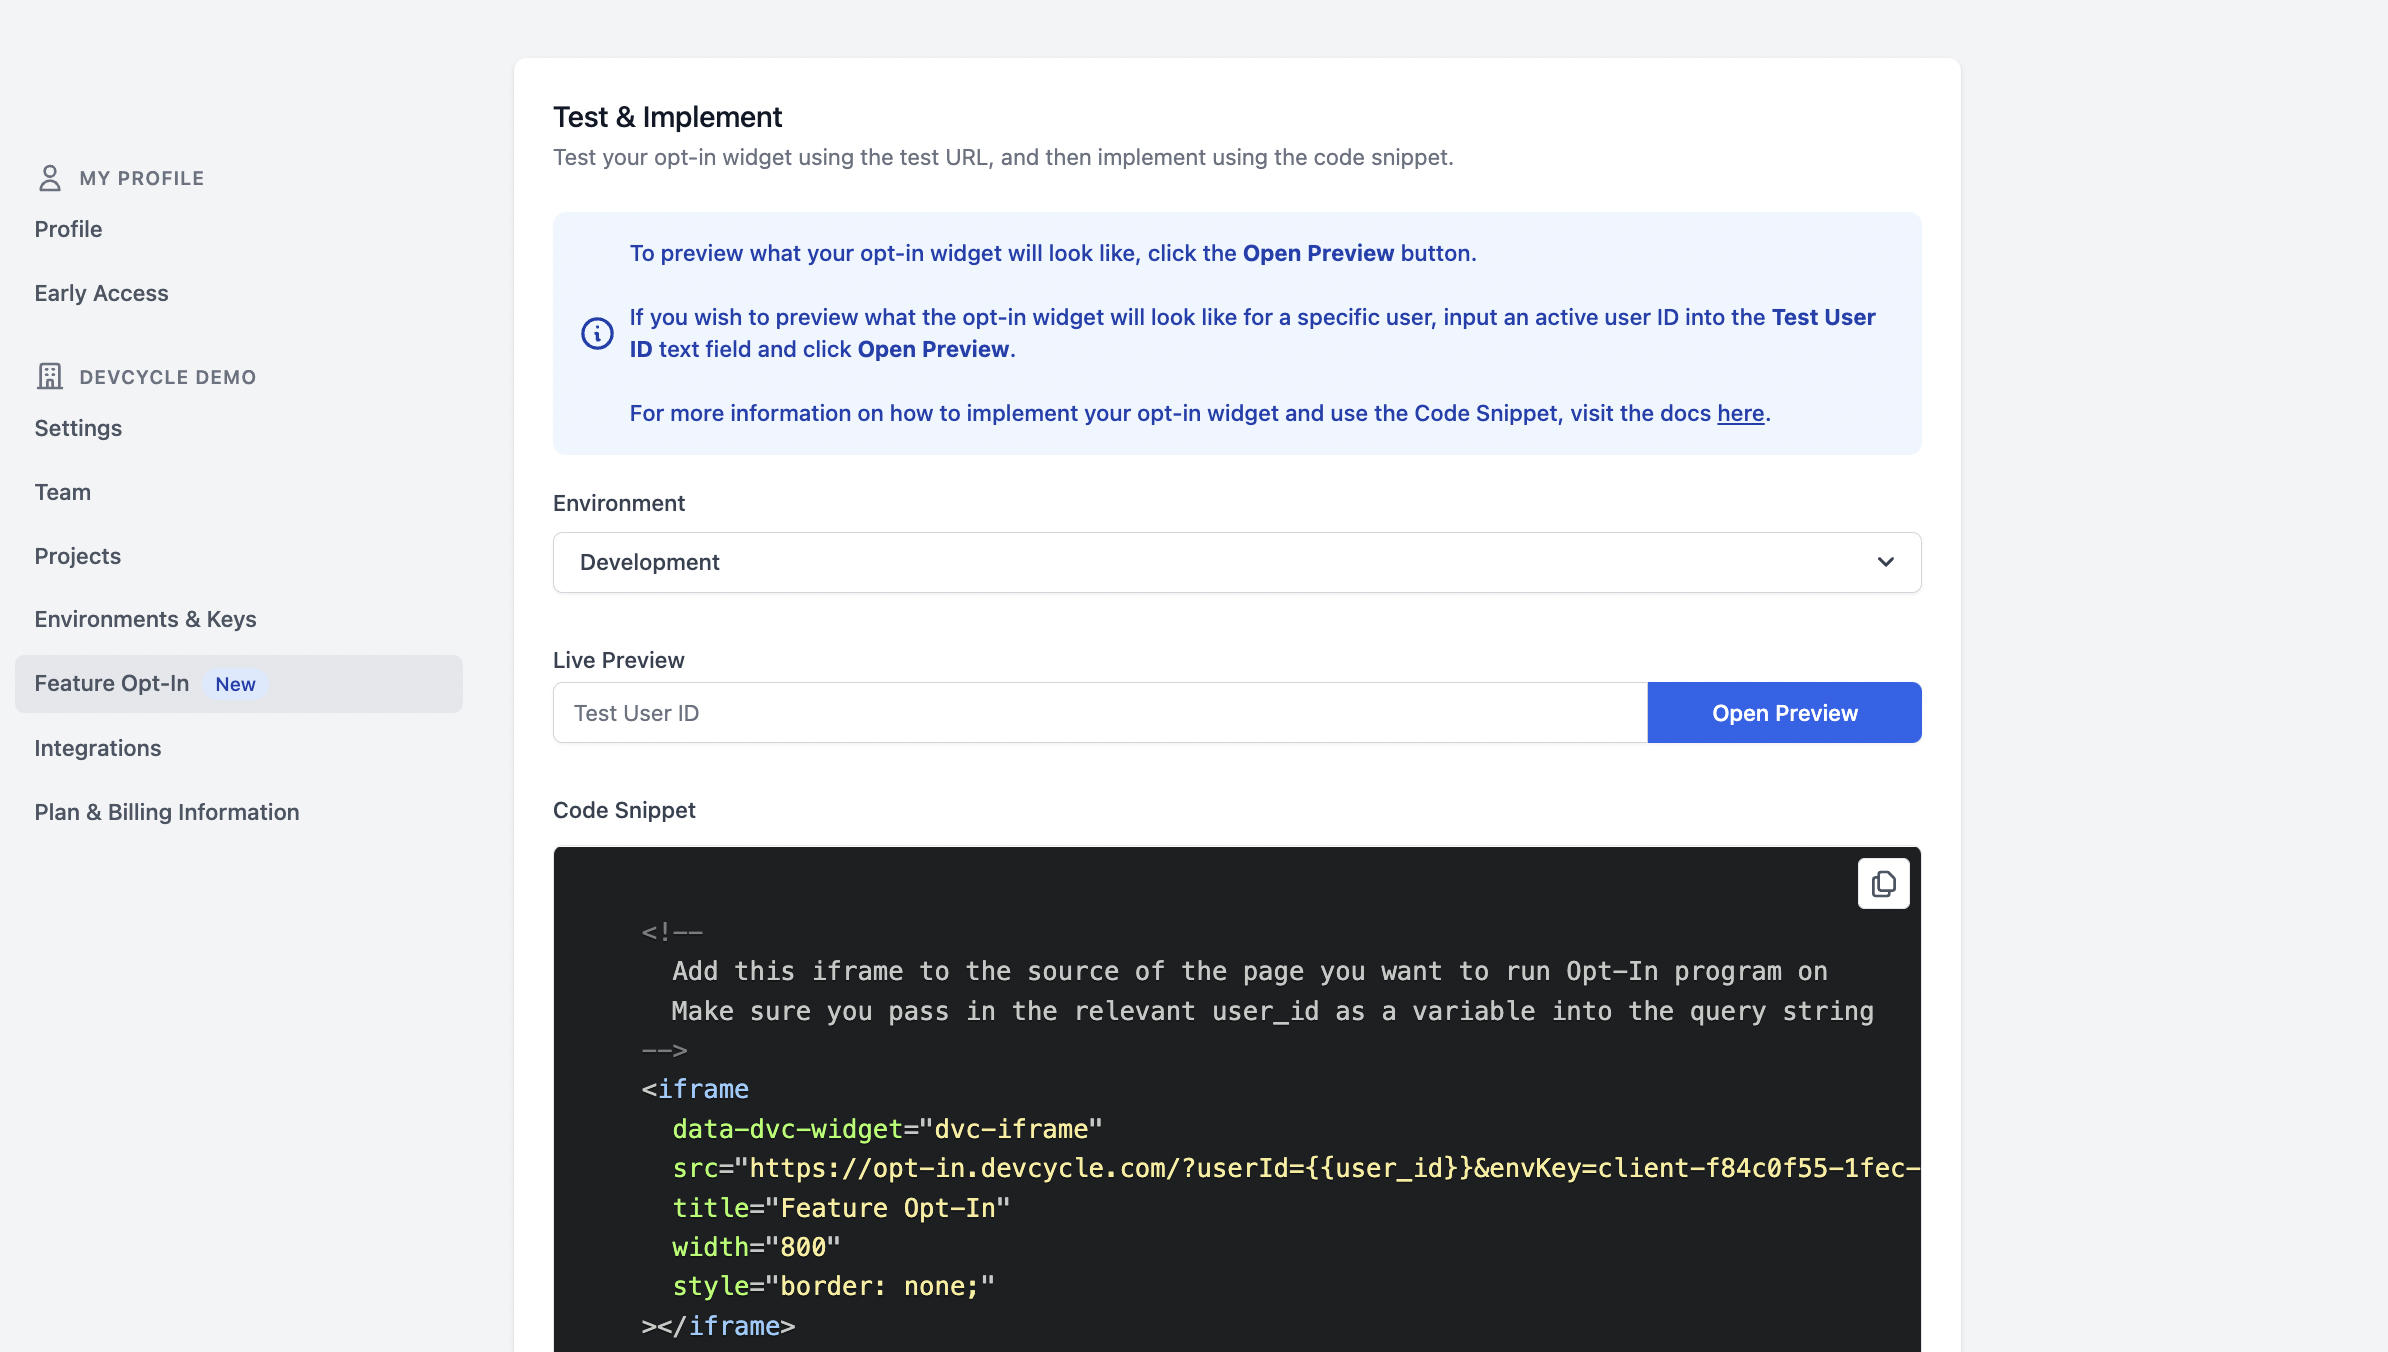 MY PROFILE
Profile
Early Access
DEVCYCLE DEMO
Settings
Team
Projects
Environments & Keys
Feature Opt-In New
Integrations
Plan & Billing Information
Test & Implement
Test your opt-in widget using the test URL, and then implement using the code snippet.
To preview what your opt-in widget will look like, click the Open Preview button.
If you wish to preview what the opt-in widget will look like for a specific user, input an active user ID into the Test User
ID text field and click Open Preview.
For more information on how to implement your opt-in widget and use the Code Snippet, visit the docs here.
Environment
Development
Live Preview
Test User ID
Open Preview
Code Snippet
<!--
Add this iframe to the source of the page you want to run Opt-In program on
Make sure you pass in the relevant user_id as a variable into the query string
-->
<iframe
data-dvc-widget="dvc-iframe"
src="https://opt-in.devcycle.com/?userId={{user_id}}&envKey=client-f84c0f55-1fec-
title="Feature Opt-In"
width="800"
style="border: none;"
></iframe>